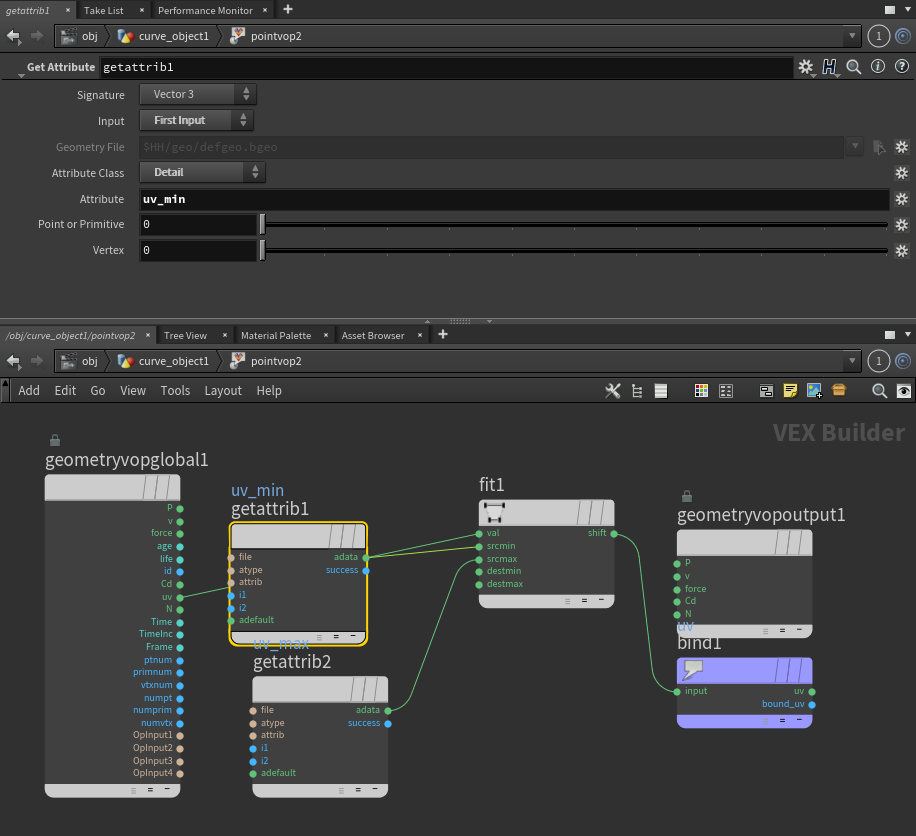 getattrib1 × Take List × Performance Monitor × +
obj curve_object1 pointvop2 1
Get Attribute getattrib1
Signature Vector 3
Input First Input
Geometry File $HH/geo/defgeo.bgeo
Attribute Class Detail
Attribute uv_min
Point or Primitive 0
Vertex 0
/obj/curve_object1/pointvop2 × Tree View × Material Palette × Asset Browser × +
obj curve_object1 pointvop2 1
Add Edit Go View Tools Layout Help
VEX Builder
geometryvopglobal1
P
v
force
age
life
id
Cd
uv
N
Time
TimeInc
Frame
ptnum
primnum
vtxnum
numpt
numprim
numvtx
OpInput1
OpInput2
OpInput3
OpInput4
uv_min
getattrib1
file adata
atype success
attrib
i1
i2
adefault
uv_max
getattrib2
file adata
atype success
attrib
i1
i2
adefault
fit1
val shift
srcmin
srcmax
destmin
destmax
geometryvopoutput1
P
v
force
Cd
N
uv
bind1
input uv
bound_uv